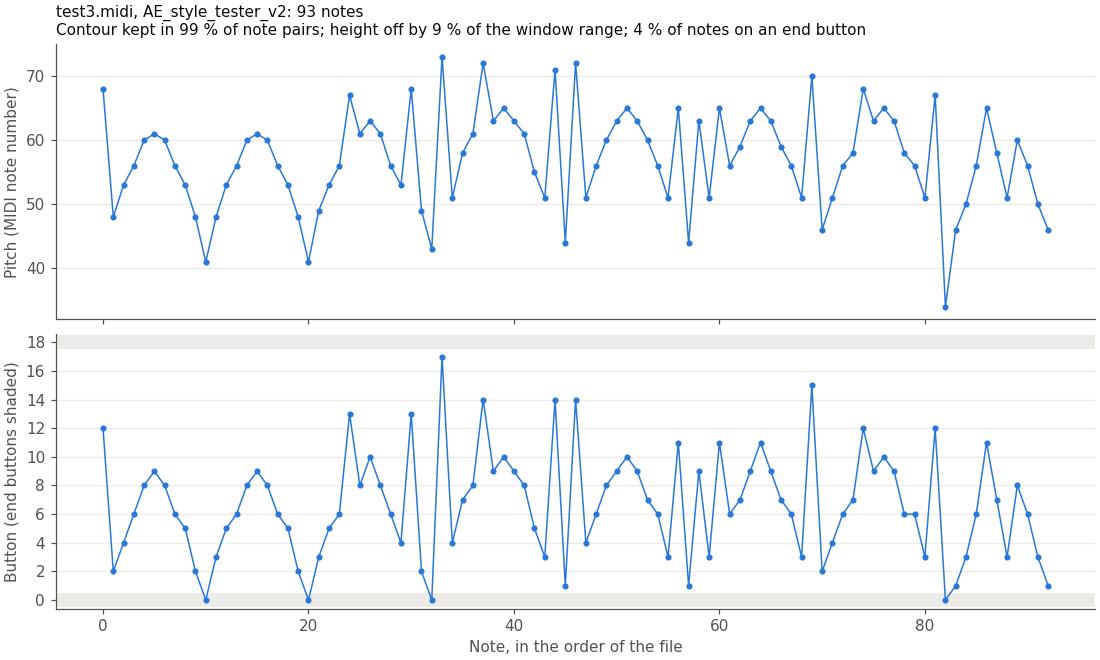 test3.midi, AE_style_tester_v2: 93 notes
Contour kept in 99 % of note pairs; height off by 9 % of the window range; 4 % of notes on an end button
Pitch (MIDI note number)
70
60
50
40
Button (end buttons shaded)
18
16
14
12
10
8
6
4
2
0
0 20 40 60 80
Note, in the order of the file